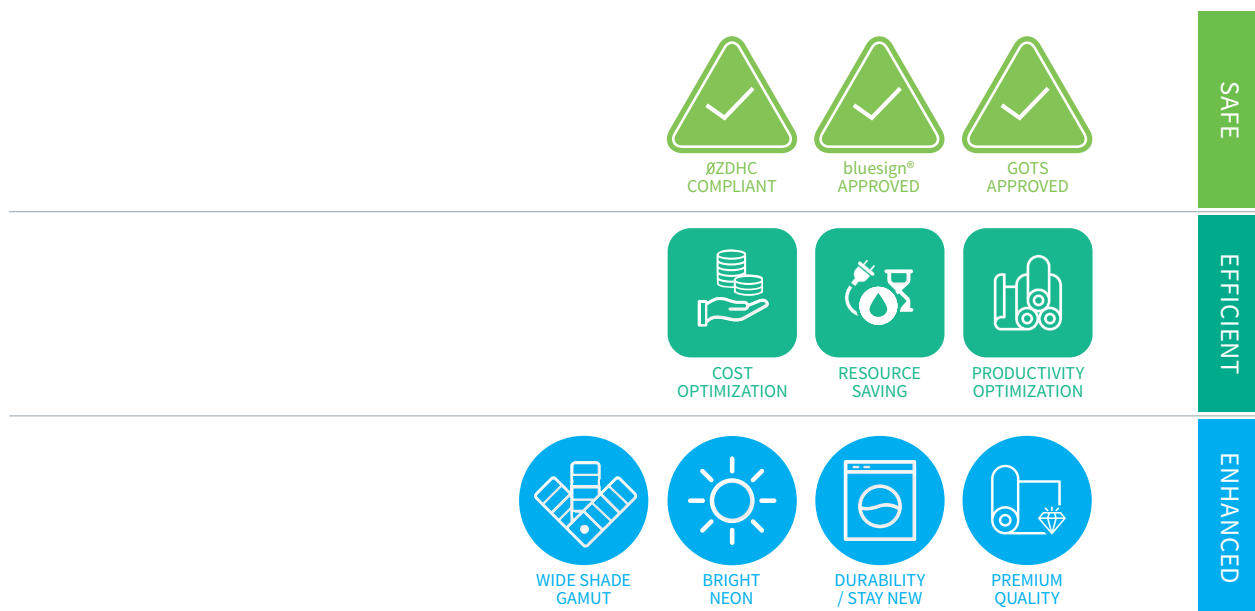 SAFE
ØZDHC
COMPLIANT
bluesign®
APPROVED
GOTS
APPROVED
EFFICIENT
COST
OPTIMIZATION
RESOURCE
SAVING
PRODUCTIVITY
OPTIMIZATION
ENHANCED
WIDE SHADE
GAMUT
BRIGHT
NEON
DURABILITY
/ STAY NEW
PREMIUM
QUALITY